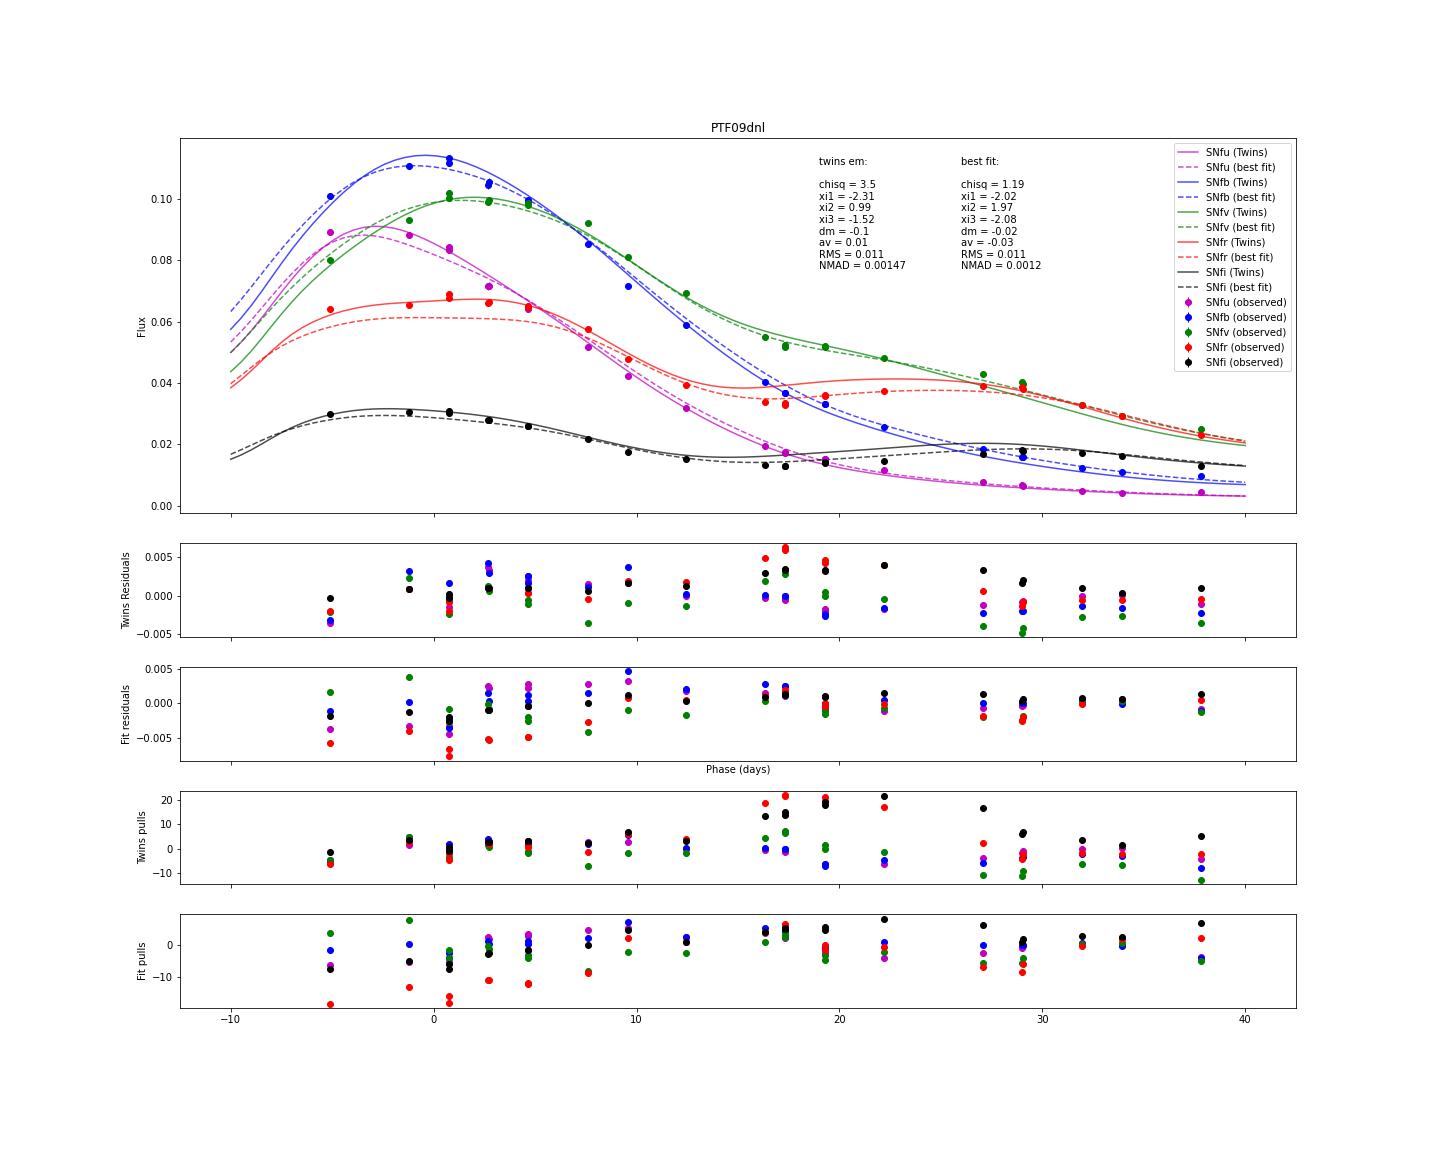 PTF09dnl
Flux
0.10
0.08
0.06
0.04
0.02
0.00
twins em:
chisq = 3.5
xi1 = -2.31
xi2 = 0.99
xi3 = -1.52
dm = -0.1
av = 0.01
RMS = 0.011
NMAD = 0.00147
best fit:
chisq = 1.19
xi1 = -2.02
xi2 = 1.97
xi3 = -2.08
dm = -0.02
av = -0.03
RMS = 0.011
NMAD = 0.0012
SNfu (Twins)
SNfu (best fit)
SNfb (Twins)
SNfb (best fit)
SNfv (Twins)
SNfv (best fit)
SNfr (Twins)
SNfr (best fit)
SNfi (Twins)
SNfi (best fit)
SNfu (observed)
SNfb (observed)
SNfv (observed)
SNfr (observed)
SNfi (observed)
Twins Residuals
0.005
0.000
−0.005
Fit residuals
0.005
0.000
−0.005
Phase (days)
Twins pulls
20
10
0
−10
Fit pulls
0
−10
−10 0 10 20 30 40